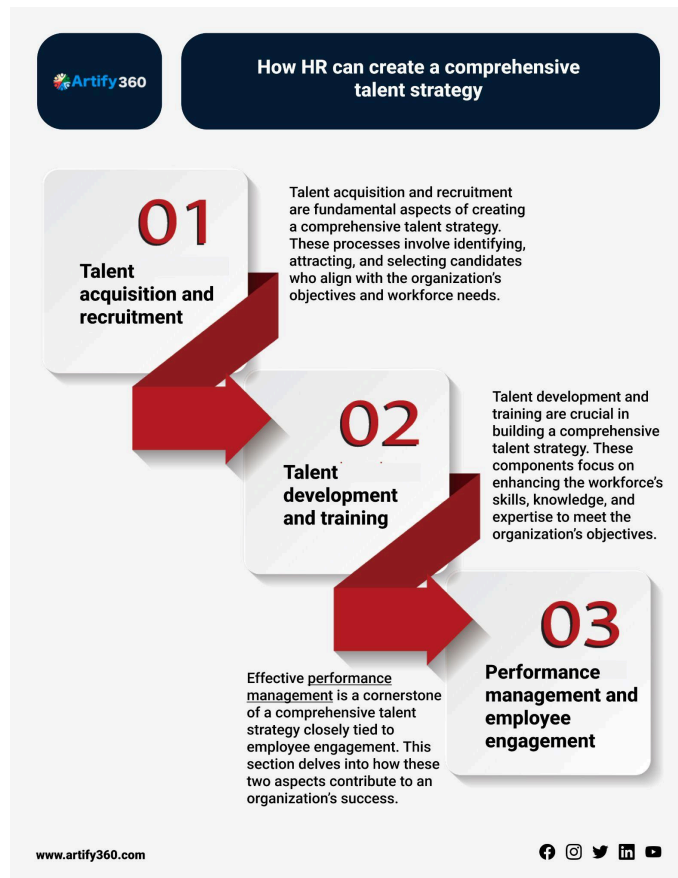 Artify360
How HR can create a comprehensive
talent strategy
01
Talent
acquisition and
recruitment
Talent acquisition and recruitment
are fundamental aspects of creating
a comprehensive talent strategy.
These processes involve identifying,
attracting, and selecting candidates
who align with the organization's
objectives and workforce needs.
02
Talent
development
and training
Talent development and
training are crucial in
building a comprehensive
talent strategy. These
components focus on
enhancing the workforce's
skills, knowledge, and
expertise to meet the
organization's objectives.
03
Performance
management and
employee
engagement
Effective performance
management is a cornerstone
of a comprehensive talent
strategy closely tied to
employee engagement. This
section delves into how these
two aspects contribute to an
organization's success.
www.artify360.com